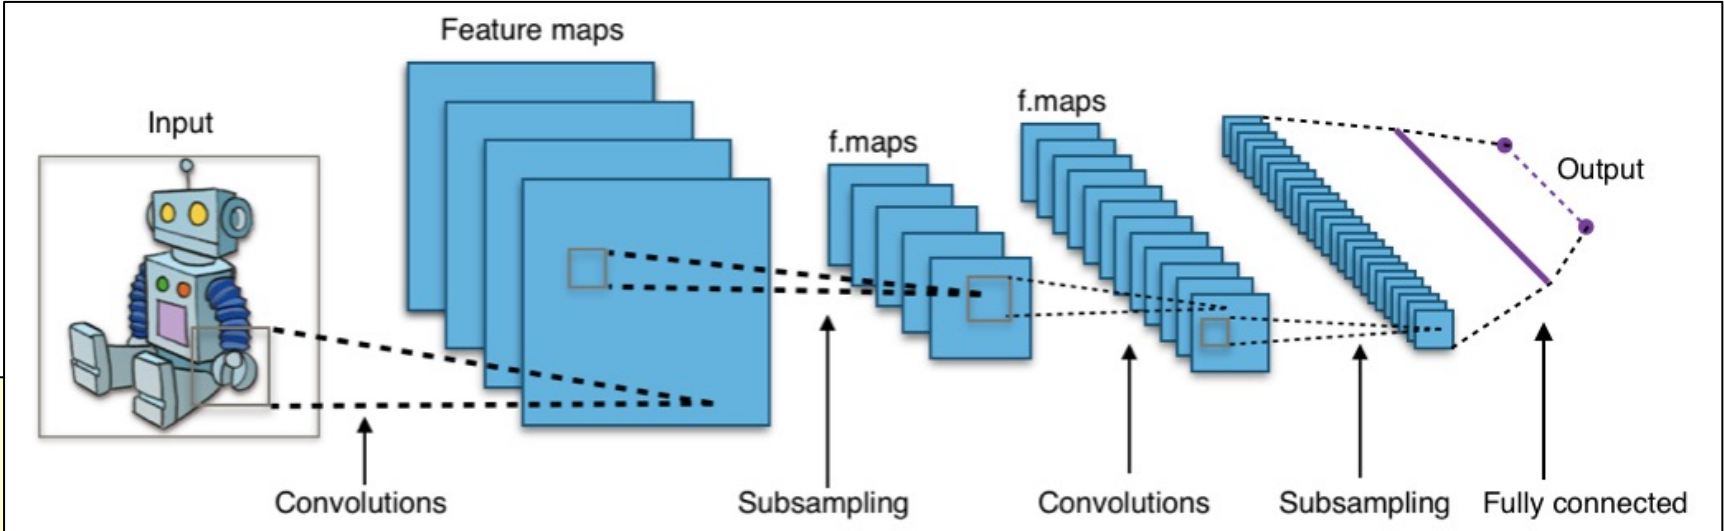 Feature maps
f.maps
Input
f.maps
Output
Convolutions
Subsampling
Convolutions
Subsampling
Fully connected